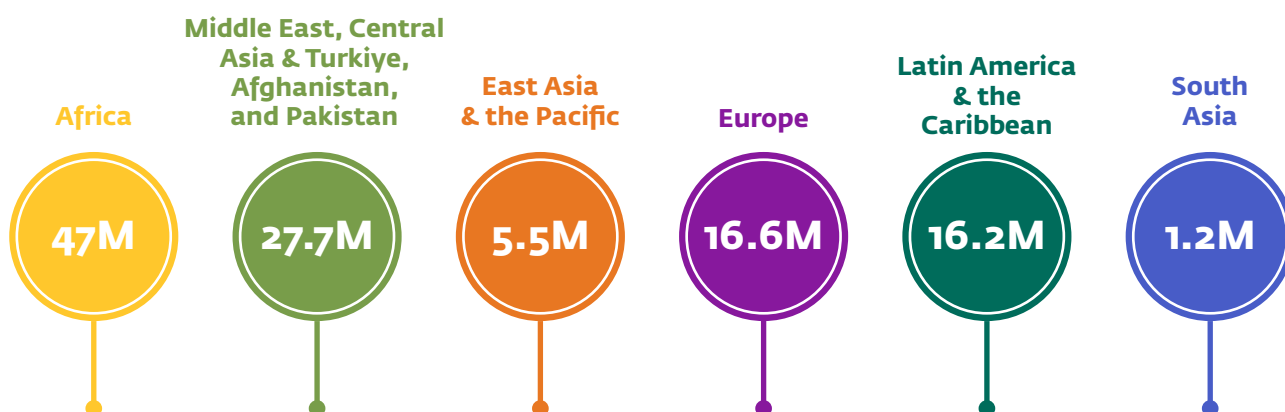 Africa
47M
Middle East, Central
Asia & Turkiye,
Afghanistan,
and Pakistan
27.7M
East Asia
& the Pacific
5.5M
Europe
16.6M
Latin America
& the
Caribbean
16.2M
South
Asia
1.2M